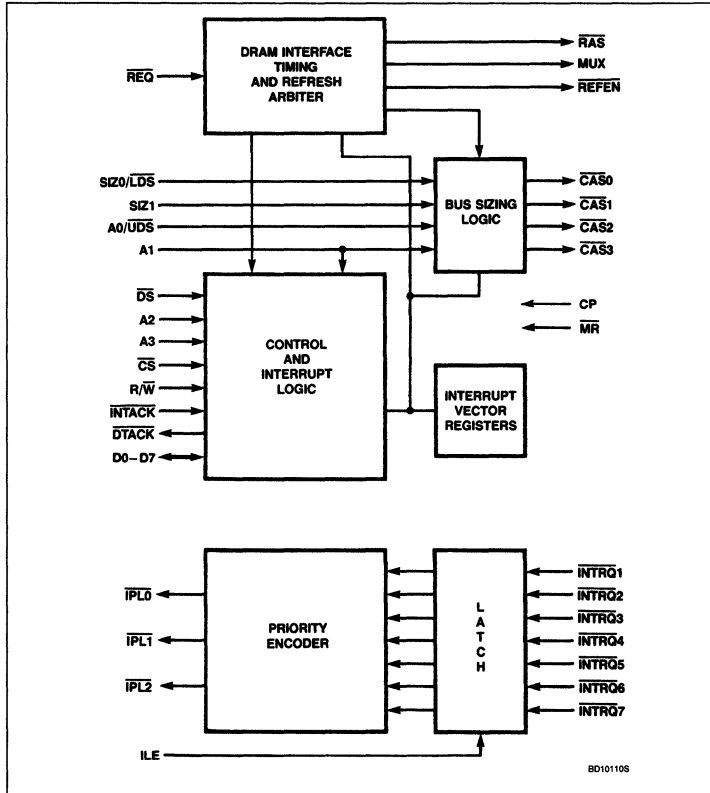 DRAM INTERFACE
TIMING
AND REFRESH
ARBITER
REQ
RAS
MUX
REFEN
SIZ0/LDS
SIZ1
A0/UDS
A1
BUS SIZING
LOGIC
CAS0
CAS1
CAS2
CAS3
DS
A2
A3
CS
R/W
INTACK
DTACK
D0–D7
CONTROL
AND
INTERRUPT
LOGIC
CP
MR
INTERRUPT
VECTOR
REGISTERS
IPL0
IPL1
IPL2
PRIORITY
ENCODER
L
A
T
C
H
INTRQ1
INTRQ2
INTRQ3
INTRQ4
INTRQ5
INTRQ6
INTRQ7
ILE
BD10110S